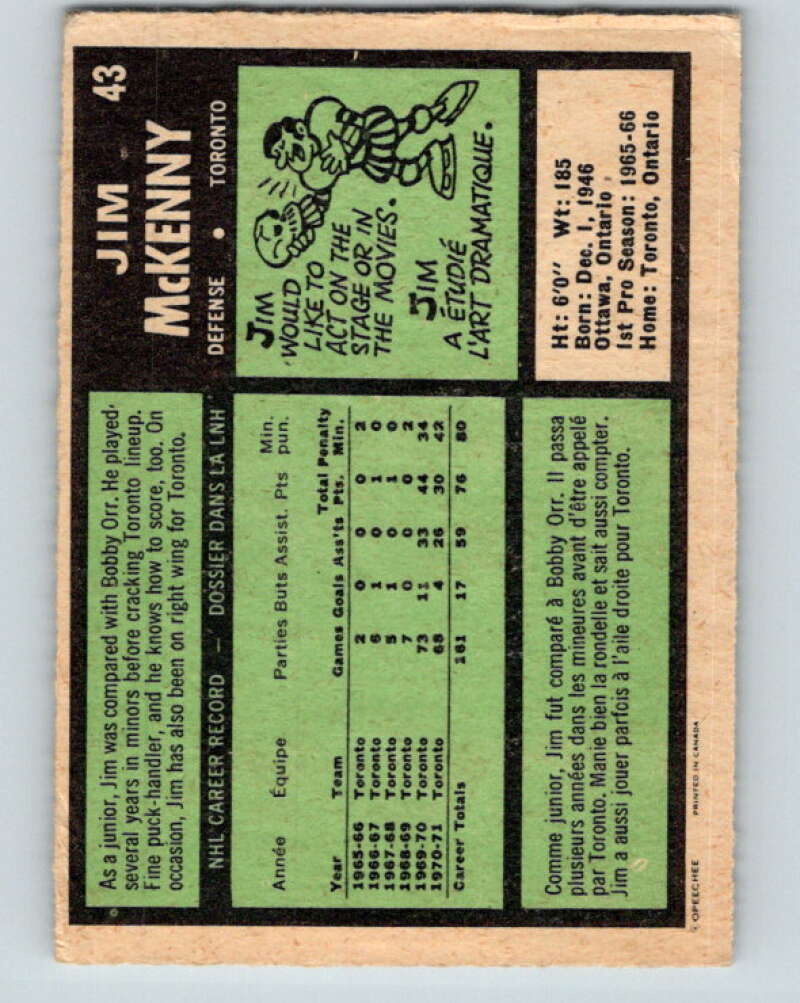 43
JIM
McKENNY
DEFENSE • TORONTO
As a junior, Jim was compared with Bobby Orr. He played
several years in minors before cracking Toronto lineup.
Fine puck-handler, and he knows how to score, too. On
occasion, Jim has also been on right wing for Toronto.
JIM
WOULD
LIKE TO
ACT ON THE
STAGE OR IN
THE MOVIES.
JIM
A ÉTUDIÉ
L'ART DRAMATIQUE.
Ht: 6'0" Wt: 185
Born: Dec. 1, 1946
Ottawa, Ontario
1st Pro Season: 1965-66
Home: Toronto, Ontario
NHL CAREER RECORD — DOSSIER DANS LA LNH
Année Équipe Parties Buts Assist. Pts Min. pun.
Year Team Games Goals Ass'ts Total Pts. Penalty Min.
1965-66 Toronto 2 0 0 0 2
1966-67 Toronto 6 1 0 1 0
1967-68 Toronto 5 1 0 1 0
1968-69 Toronto 7 0 0 0 2
1969-70 Toronto 73 11 33 44 34
1970-71 Toronto 68 4 26 30 42
Career Totals 161 17 59 76 80
Comme junior, Jim fut comparé à Bobby Orr. Il passa
plusieurs années dans les mineures avant d'être appelé
par Toronto. Manie bien la rondelle et sait aussi compter.
Jim a aussi jouer parfois à l'aile droite pour Toronto.
© OPEECHEE PRINTED IN CANADA